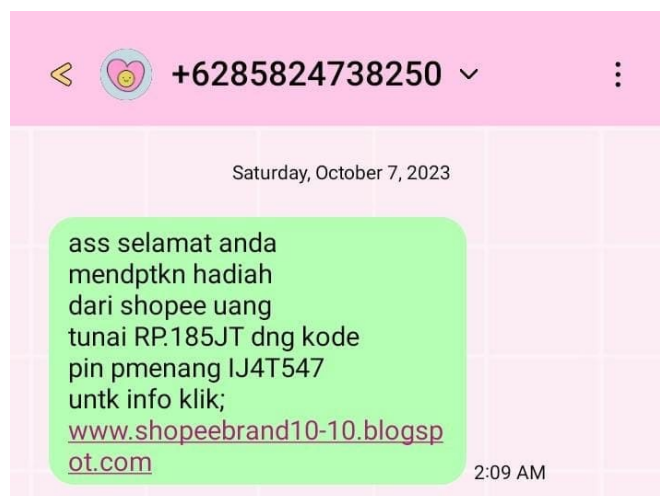 +6285824738250
Saturday, October 7, 2023
ass selamat anda
mendptkn hadiah
dari shopee uang
tunai RP.185JT dng kode
pin pmenang IJ4T547
untk info klik;
www.shopeebrand10-10.blogsp
ot.com
2:09 AM